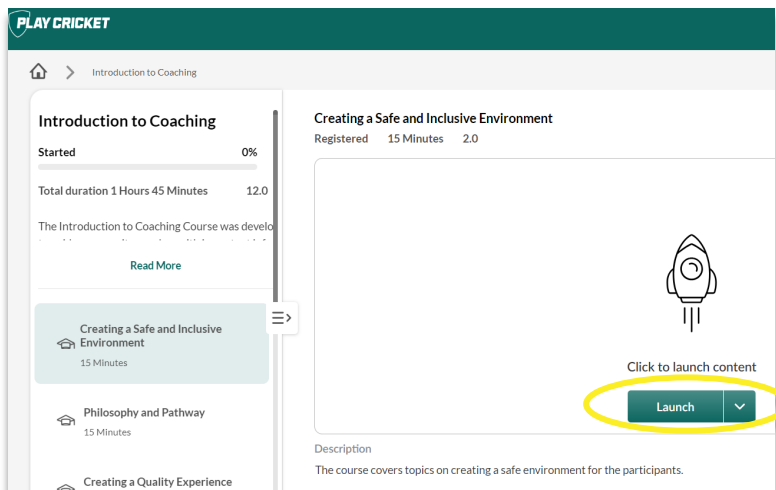 PLAY CRICKET
Introduction to Coaching
Introduction to Coaching
Started 0%
Total duration 1 Hours 45 Minutes 12.0
The Introduction to Coaching Course was develo
Read More
Creating a Safe and Inclusive
Environment
15 Minutes
Philosophy and Pathway
15 Minutes
Creating a Quality Experience
Creating a Safe and Inclusive Environment
Registered 15 Minutes 2.0
Click to launch content
Launch
Description
The course covers topics on creating a safe environment for the participants.